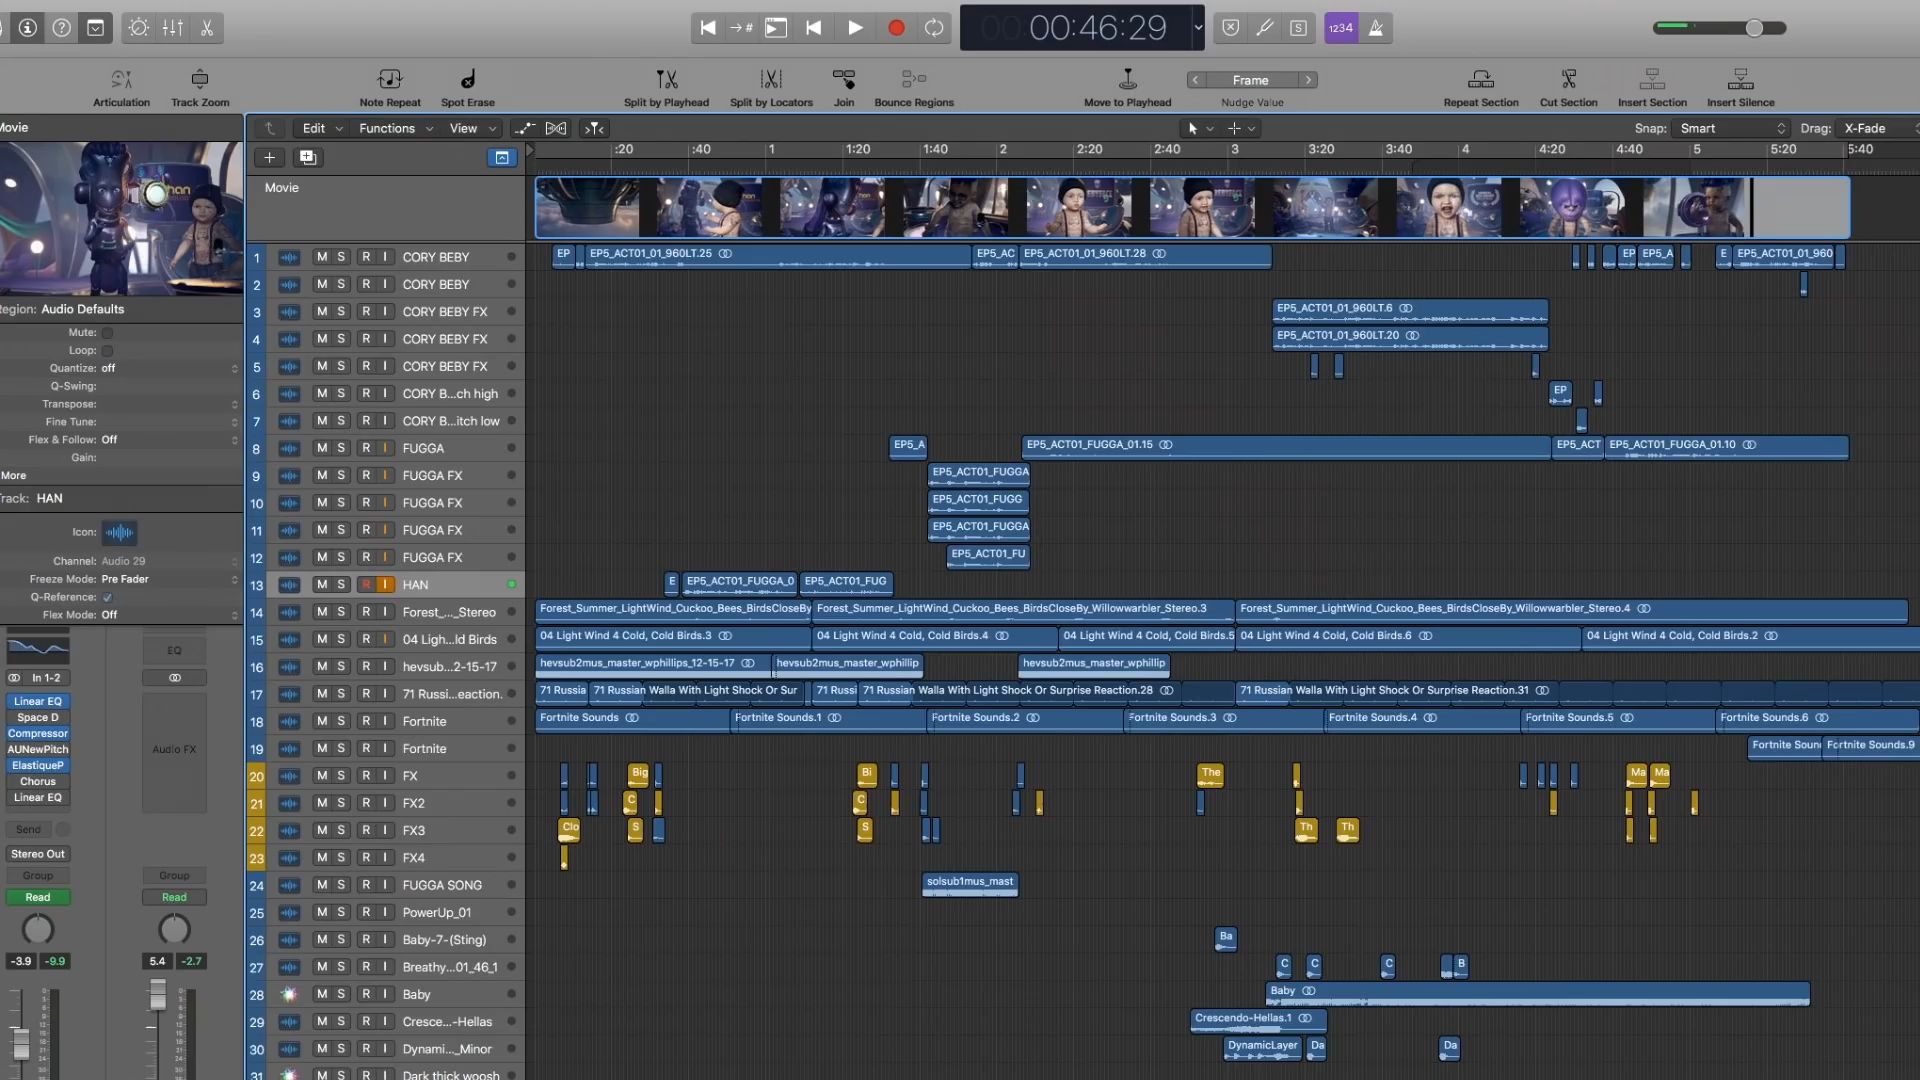 00:46:29
1234
Articulation
Track Zoom
Note Repeat
Spot Erase
Split by Playhead
Split by Locators
Join
Bounce Regions
Move to Playhead
Frame
Nudge Value
Repeat Section
Cut Section
Insert Section
Insert Silence
Movie
Edit
Functions
View
Snap: Smart
Drag: X-Fade
:20 :40 1 1:20 1:40 2 2:20 2:40 3 3:20 3:40 4 4:20 4:40 5 5:20 5:40
Movie
Region: Audio Defaults
Mute:
Loop:
Quantize: off
Q-Swing:
Transpose:
Fine Tune:
Flex & Follow: Off
Gain:
More
Track: HAN
Icon:
Channel: Audio 29
Freeze Mode: Pre Fader
Q-Reference:
Flex Mode: Off
EQ
In 1-2
Linear EQ
Space D
Compressor
AUNewPitch
ElastiqueP
Chorus
Linear EQ
Audio FX
Send
Stereo Out
Group Group
Read Read
-3.9 -9.9 5.4 -2.7
1 M S R I CORY BEBY EP EP5_ACT01_01_960LT.25 EP5_AC EP5_ACT01_01_960LT.28 EP EP5_A E EP5_ACT01_01_960
2 M S R I CORY BEBY
3 M S R I CORY BEBY FX EP5_ACT01_01_960LT.6
4 M S R I CORY BEBY FX EP5_ACT01_01_960LT.20
5 M S R I CORY BEBY FX
6 M S R I CORY B...ch high EP
7 M S R I CORY B...itch low
8 M S R I FUGGA EP5_A EP5_ACT01_FUGGA_01.15 EP5_ACT EP5_ACT01_FUGGA_01.10
9 M S R I FUGGA FX EP5_ACT01_FUGGA
10 M S R I FUGGA FX EP5_ACT01_FUGG
11 M S R I FUGGA FX EP5_ACT01_FUGGA
12 M S R I FUGGA FX EP5_ACT01_FU
13 M S R I HAN E EP5_ACT01_FUGGA_0 EP5_ACT01_FUG
14 M S R I Forest_..._Stereo Forest_Summer_LightWind_Cuckoo_Bees_BirdsCloseBy Forest_Summer_LightWind_Cuckoo_Bees_BirdsCloseBy_Willowwarbler_Stereo.3 Forest_Summer_LightWind_Cuckoo_Bees_BirdsCloseBy_Willowwarbler_Stereo.4
15 M S R I 04 Ligh...ld Birds 04 Light Wind 4 Cold, Cold Birds.3 04 Light Wind 4 Cold, Cold Birds.4 04 Light Wind 4 Cold, Cold Birds.5 04 Light Wind 4 Cold, Cold Birds.6 04 Light Wind 4 Cold, Cold Birds.2
16 M S R I hevsub...2-15-17 hevsub2mus_master_wphillips_12-15-17 hevsub2mus_master_wphillip hevsub2mus_master_wphillip
17 M S R I 71 Russi...eaction. 71 Russia 71 Russian Walla With Light Shock Or Sur 71 Russi 71 Russian Walla With Light Shock Or Surprise Reaction.28 71 Russian Walla With Light Shock Or Surprise Reaction.31
18 M S R I Fortnite Fortnite Sounds Fortnite Sounds.1 Fortnite Sounds.2 Fortnite Sounds.3 Fortnite Sounds.4 Fortnite Sounds.5 Fortnite Sounds.6
19 M S R I Fortnite Fortnite Soun Fortnite Sounds.9
20 M S R I FX Big Bi The Ma Ma
21 M S R I FX2 C C
22 M S R I FX3 Clo S S Th Th
23 M S R I FX4
24 M S R I FUGGA SONG solsub1mus_mast
25 M S R I PowerUp_01
26 M S R I Baby-7-(Sting) Ba
27 M S R I Breathy...01_46_1 C C C B
28 M S R I Baby Baby
29 M S R I Cresce...-Hellas Crescendo-Hellas.1
30 M S R I Dynami..._Minor DynamicLayer Da Da
31 M S R I Dark thick woosh